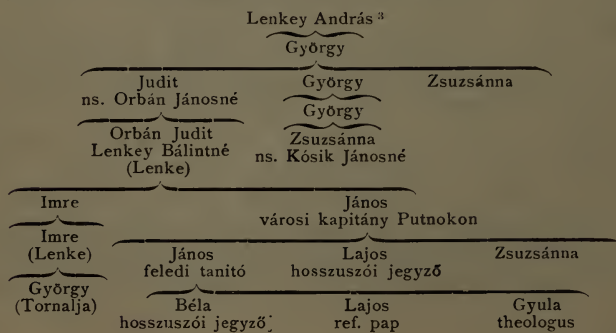 Lenkey András ³
György
Judit György Zsuzsánna
ns. Orbán Jánosné György
Orbán Judit Zsuzsánna
Lenkey Bálintné ns. Kósik Jánosné
(Lenke)
Imre János
városi kapitány Putnokon
Imre János Lajos Zsuzsánna
(Lenke) feledi tanitó hosszuszói jegyző
György Béla Lajos Gyula
(Tornalja) hosszuszói jegyző ref. pap theologus